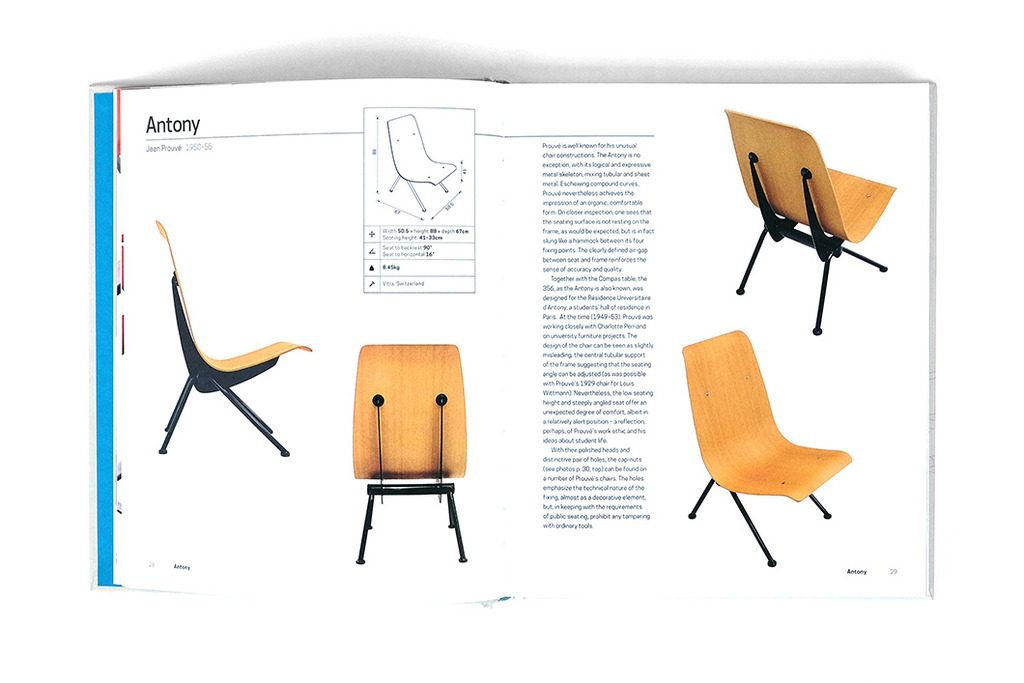 Antony
Jean Prouvé 1950–55
88
41
67
50.5
Width 50.5 × height 88 × depth 67cm
Seating height: 41–33cm
Seat to backrest 90°
Seat to horizontal 16°
8.45kg
Vitra, Switzerland
28 Antony
Prouvé is well known for his unusual
chair constructions. The Antony is no
exception, with its logical and expressive
metal skeleton, mixing tubular and sheet
metal. Eschewing compound curves,
Prouvé nevertheless achieves the
impression of an organic, comfortable
form. On closer inspection, one sees that
the seating surface is not resting on the
frame, as would be expected, but is in fact
slung like a hammock between its four
fixing points. The clearly defined air-gap
between seat and frame reinforces the
sense of accuracy and quality.
Together with the Compas table, the
356, as the Antony is also known, was
designed for the Résidence Universitaire
d'Antony, a students' hall of residence in
Paris. At the time (1949–53), Prouvé was
working closely with Charlotte Perriand
on university furniture projects. The
design of the chair can be seen as slightly
misleading, the central tubular support
of the frame suggesting that the seating
angle can be adjusted (as was possible
with Prouvé's 1929 chair for Louis
Wittmann). Nevertheless, the low seating
height and steeply angled seat offer an
unexpected degree of comfort, albeit in
a relatively alert position – a reflection,
perhaps, of Prouvé's work ethic and his
ideas about student life.
With their polished heads and
distinctive pair of holes, the cap-nuts
(see photos p. 30, top) can be found on
a number of Prouvé's chairs. The holes
emphasize the technical nature of the
fixing, almost as a decorative element,
but, in keeping with the requirements
of public seating, prohibit any tampering
with ordinary tools.
Antony 29